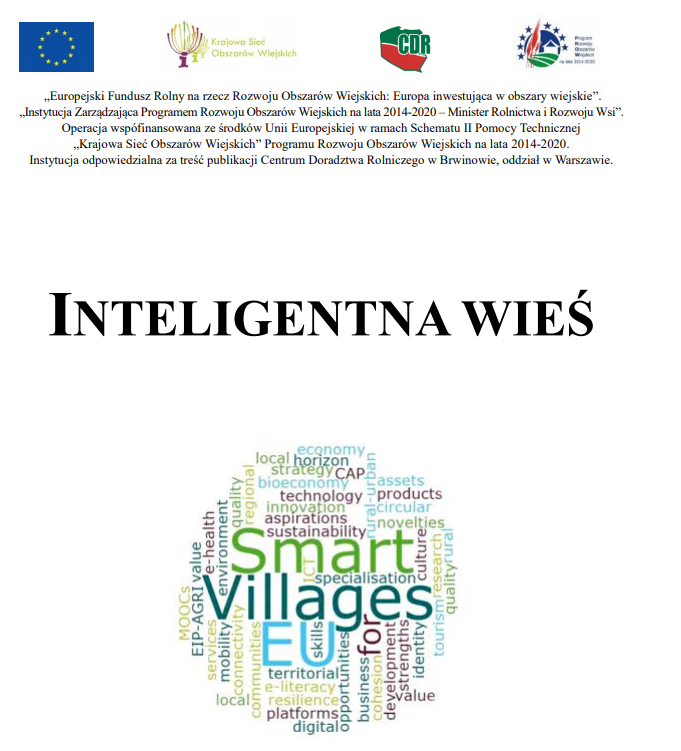 Krajowa Sieć
Obszarów Wiejskich
CDR
Program
Rozwoju
Obszarów
Wiejskich
na lata 2014-2020
„Europejski Fundusz Rolny na rzecz Rozwoju Obszarów Wiejskich: Europa inwestująca w obszary wiejskie”.
„Instytucja Zarządzająca Programem Rozwoju Obszarów Wiejskich na lata 2014-2020 – Minister Rolnictwa i Rozwoju Wsi”.
Operacja współfinansowana ze środków Unii Europejskiej w ramach Schematu II Pomocy Technicznej
„Krajowa Sieć Obszarów Wiejskich” Programu Rozwoju Obszarów Wiejskich na lata 2014-2020.
Instytucja odpowiedzialna za treść publikacji Centrum Doradztwa Rolniczego w Brwinowie, oddział w Warszawie.
INTELIGENTNA WIEŚ
economy
local horizon
strategy CAP
bioeconomy
assets
technology products
innovation circular
aspirations novelties
sustainability
regional
quality
rural-urban
e-health
environment
Smart
culture
research
rural
ICT
specialisation
quality
value
EIP-AGRI
MOOCs
Villages
EU
for
skills
services
mobility
connectivity
communities
territorial
e-literacy
resilience
local
platforms
digital
opportunities
business
cohesion
development
strengths
identity
tourism
value